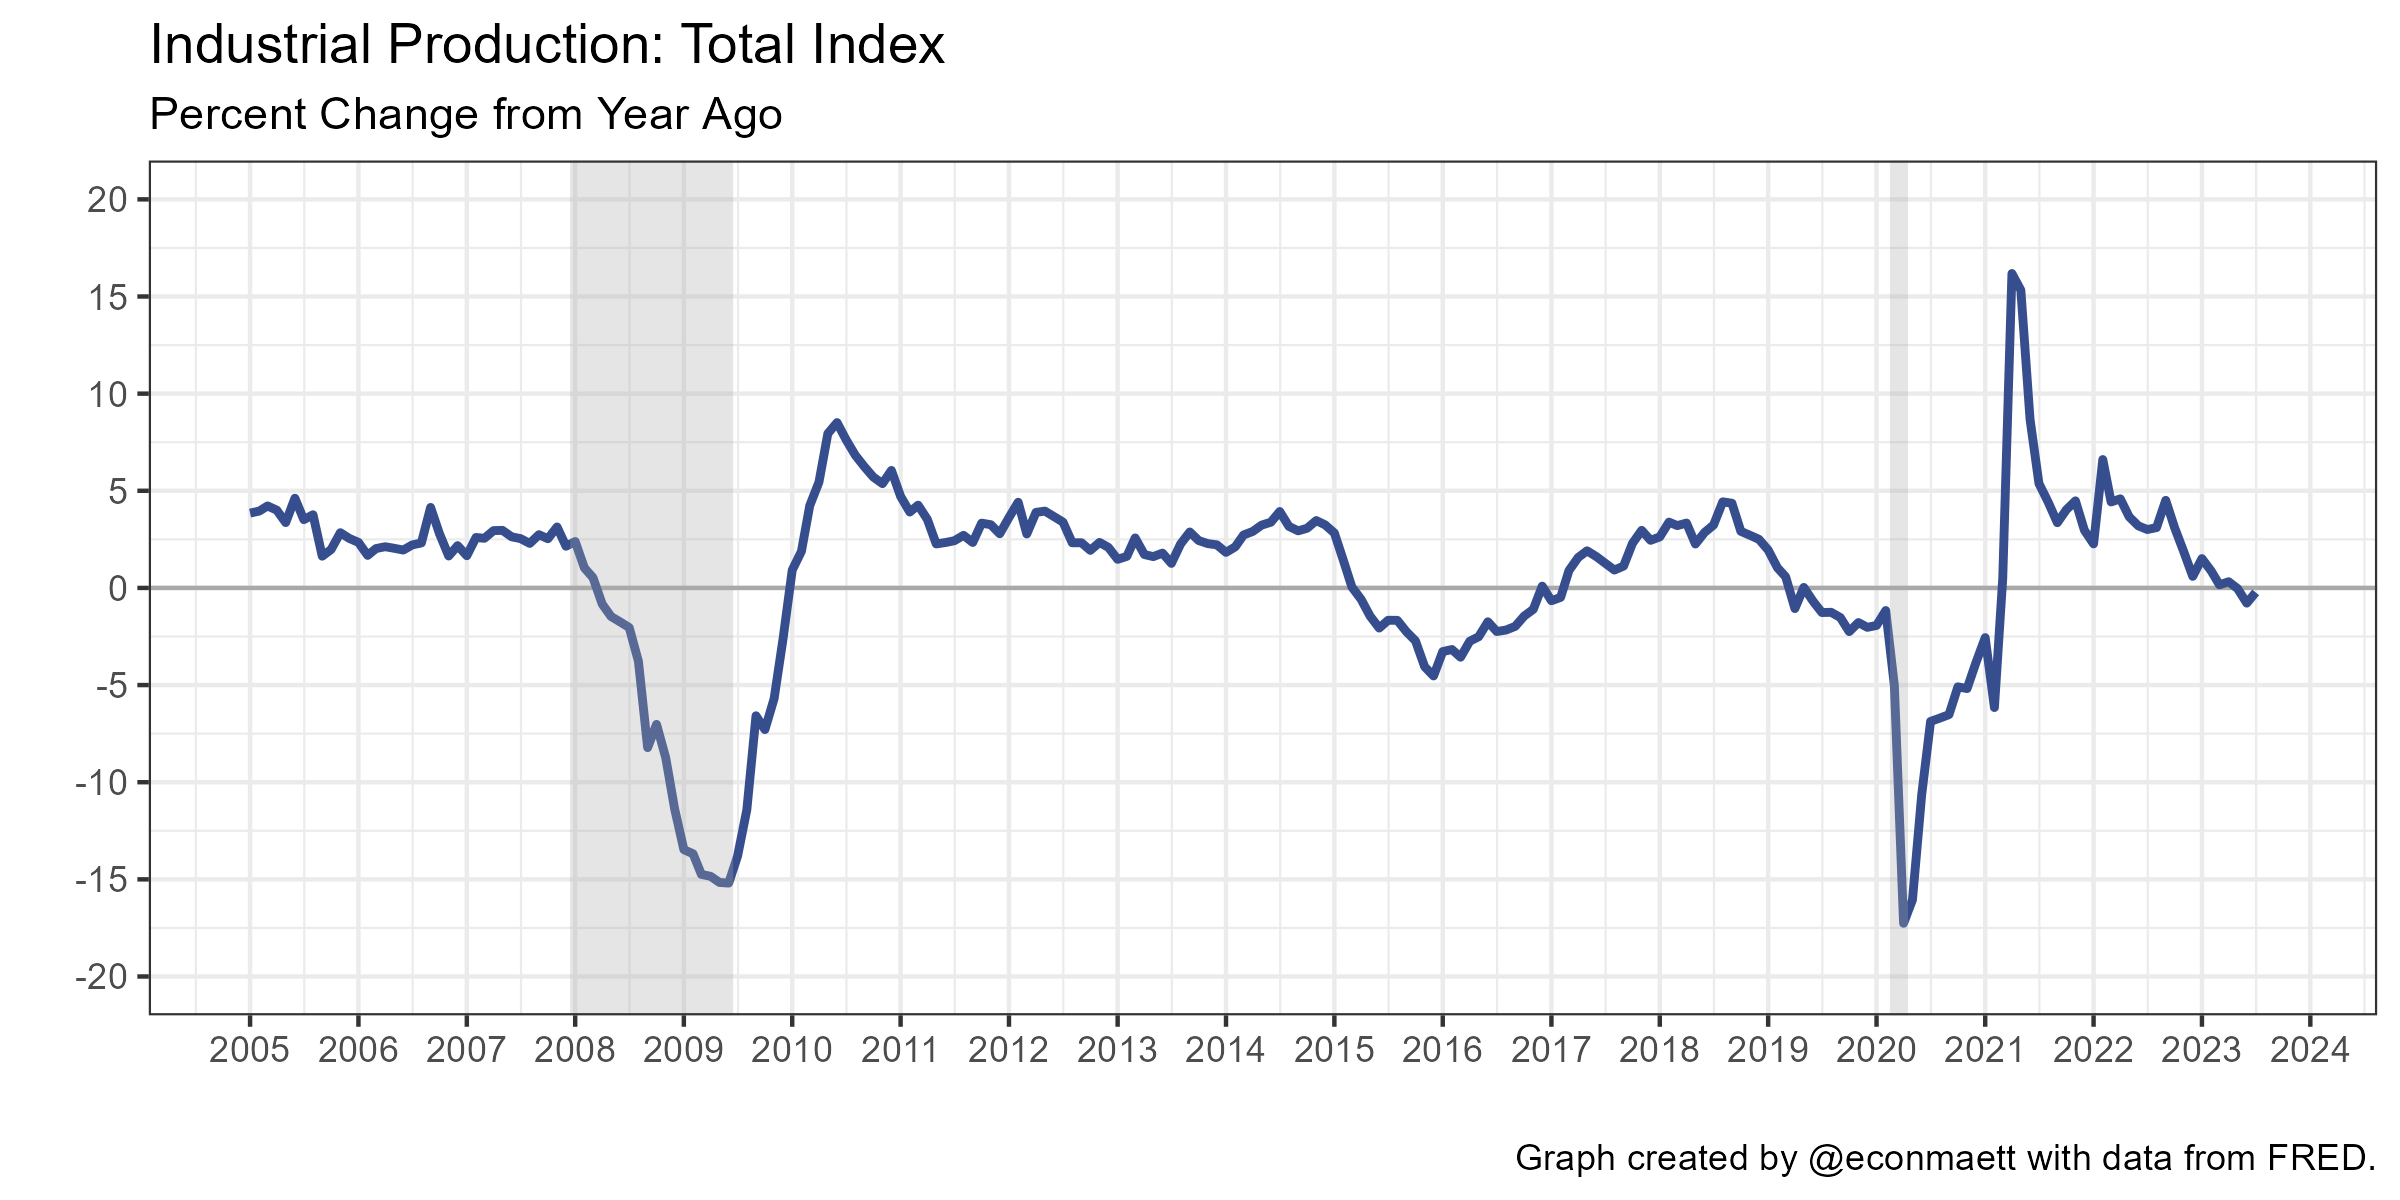 Industrial Production: Total Index
Percent Change from Year Ago
20
15
10
5
0
-5
-10
-15
-20
2005 2006 2007 2008 2009 2010 2011 2012 2013 2014 2015 2016 2017 2018 2019 2020 2021 2022 2023 2024
Graph created by @econmaett with data from FRED.